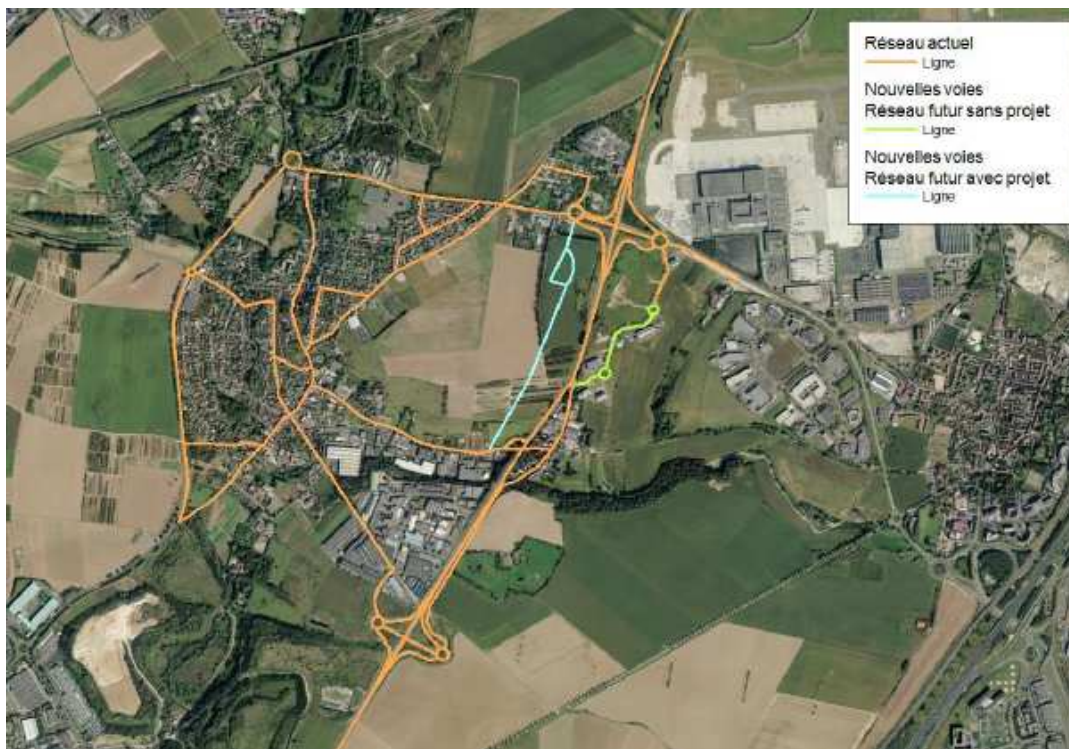 Réseau actuel
Ligne
Nouvelles voies
Réseau futur sans projet
Ligne
Nouvelles voies
Réseau futur avec projet
Ligne